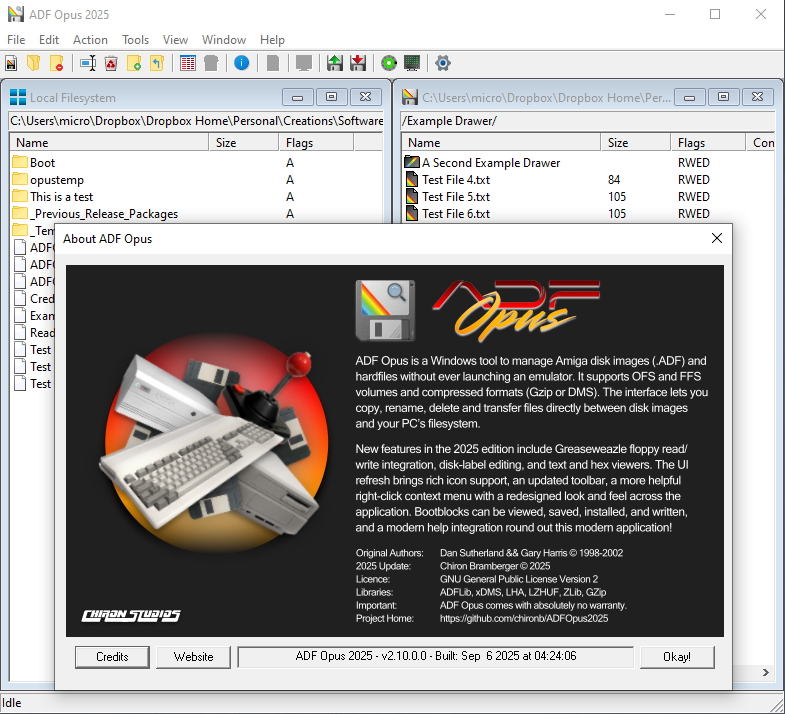 ADF Opus 2025
File Edit Action Tools View Window Help
Local Filesystem
C:\Users\micro\Dropbox\Dropbox Home\Personal\Creations\Software
Name Size Flags
Boot A
opustemp A
This is a test A
_Previous_Release_Packages A
_Tem
ADF
ADF
ADF
Cred
Exam
Read
Test
Test
Test
C:\Users\micro\Dropbox\Dropbox Home\Per...
/Example Drawer/
Name Size Flags Con
A Second Example Drawer RWED
Test File 4.txt 84 RWED
Test File 5.txt 105 RWED
Test File 6.txt 105 RWED
About ADF Opus
ADF
Opus
ADF Opus is a Windows tool to manage Amiga disk images (.ADF) and
hardfiles without ever launching an emulator. It supports OFS and FFS
volumes and compressed formats (Gzip or DMS). The interface lets you
copy, rename, delete and transfer files directly between disk images
and your PC's filesystem.
New features in the 2025 edition include Greaseweazle floppy read/
write integration, disk-label editing, and text and hex viewers. The UI
refresh brings rich icon support, an updated toolbar, a more helpful
right-click context menu with a redesigned look and feel across the
application. Bootblocks can be viewed, saved, installed, and written,
and a modern help integration round out this modern application!
Original Authors: Dan Sutherland && Gary Harris © 1998-2002
2025 Update: Chiron Bramberger © 2025
Licence: GNU General Public License Version 2
Libraries: ADFLib, xDMS, LHA, LZHUF, ZLib, GZip
Important: ADF Opus comes with absolutely no warranty.
Project Home: https://github.com/chironb/ADFOpus2025
CHIRON STUDIOS
Credits Website ADF Opus 2025 - v2.10.0.0 - Built: Sep  6 2025 at 04:24:06 Okay!
Idle